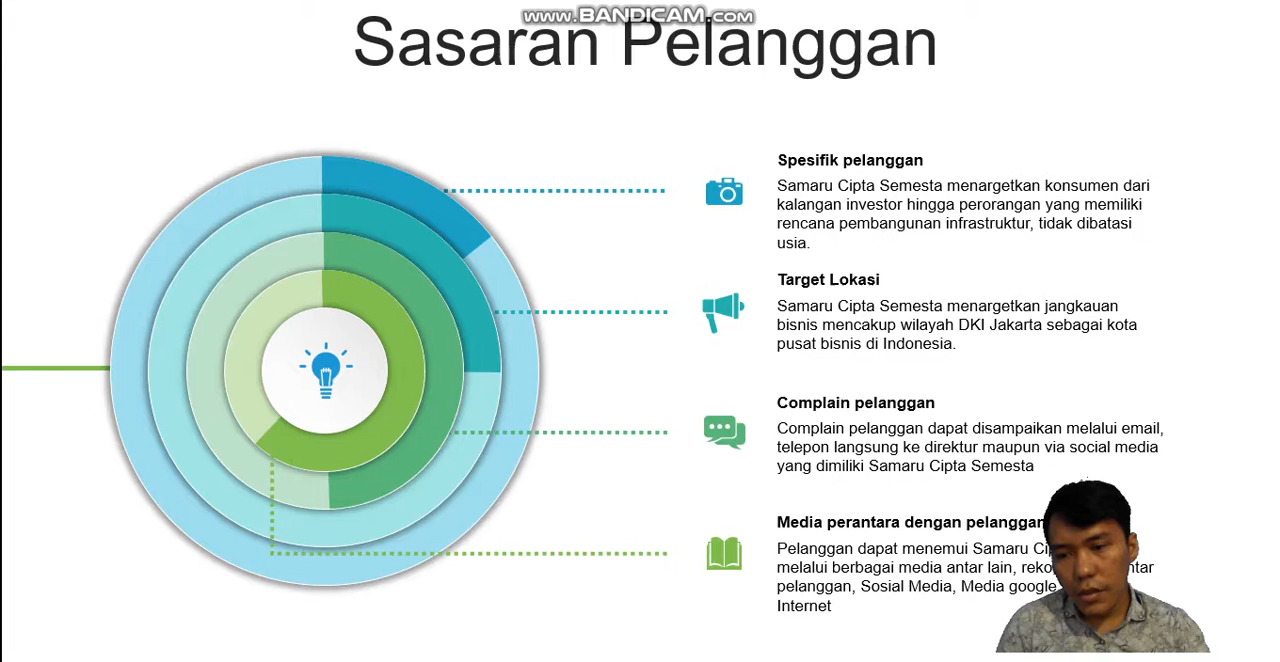 www.BANDICAM.com
Sasaran Pelanggan
Spesifik pelanggan
Samaru Cipta Semesta menargetkan konsumen dari
kalangan investor hingga perorangan yang memiliki
rencana pembangunan infrastruktur, tidak dibatasi
usia.
Target Lokasi
Samaru Cipta Semesta menargetkan jangkauan
bisnis mencakup wilayah DKI Jakarta sebagai kota
pusat bisnis di Indonesia.
Complain pelanggan
Complain pelanggan dapat disampaikan melalui email,
telepon langsung ke direktur maupun via social media
yang dimiliki Samaru Cipta Semesta
Media perantara dengan pelanggan
Pelanggan dapat menemui Samaru
melalui berbagai media antar lain,
pelanggan, Sosial Media, Media google
Internet